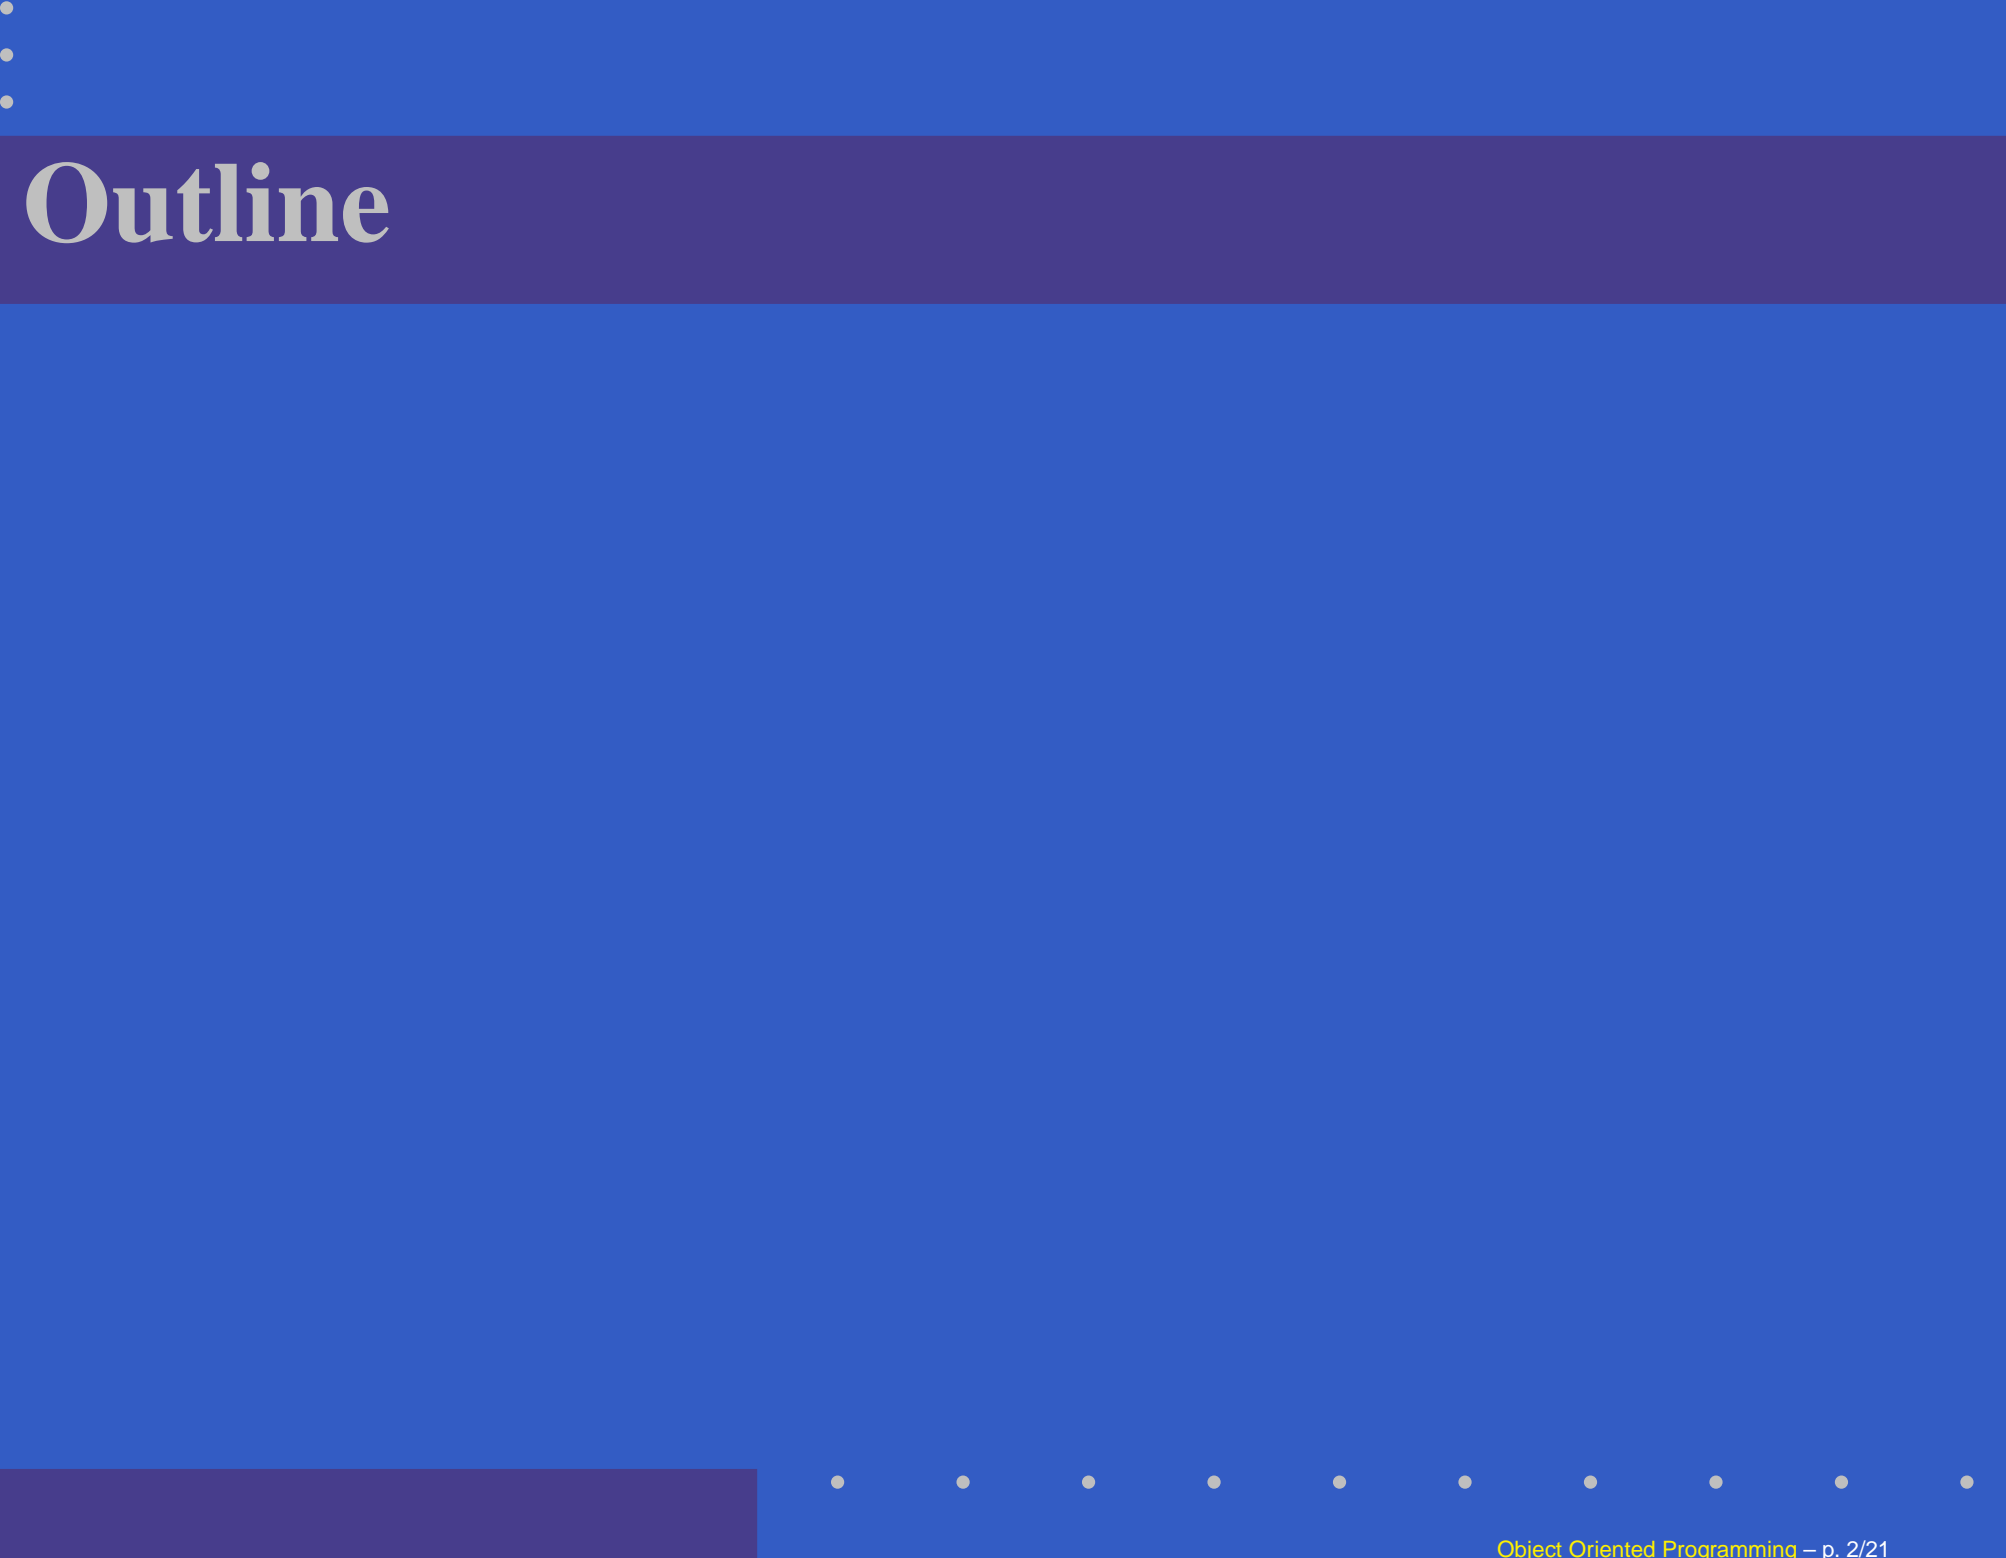 Outline
Object Oriented Programming – p. 2/21